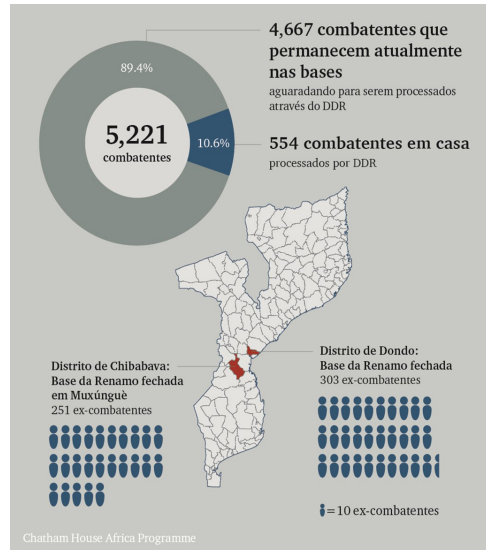 4,667 combatentes que
permanecem atualmente
nas bases
aguaradando para serem processados
através do DDR
89.4%
5,221
combatentes
10.6%
554 combatentes em casa
processados por DDR
Distrito de Chibabava:
Base da Renamo fechada
em Muxúnguè
251 ex-combatentes
Distrito de Dondo:
Base da Renamo fechada
303 ex-combatentes
=10 ex-combatentes
Chatham House Africa Programme